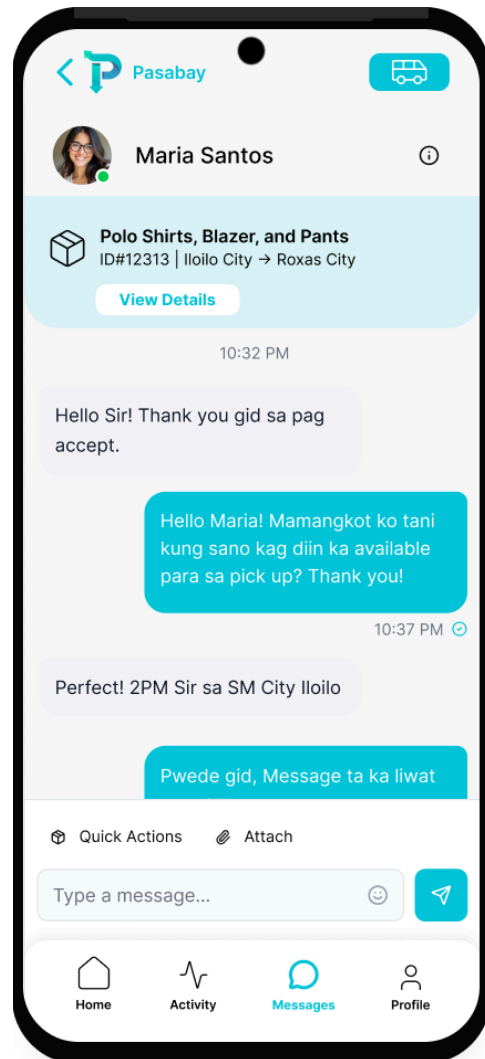 Pasabay
Maria Santos
Polo Shirts, Blazer, and Pants
ID#12313 | Iloilo City → Roxas City
View Details
10:32 PM
Hello Sir! Thank you gid sa pag
accept.
Hello Maria! Mamangkot ko tani
kung sano kag diin ka available
para sa pick up? Thank you!
10:37 PM
Perfect! 2PM Sir sa SM City Iloilo
Pwede gid, Message ta ka liwat
Quick Actions
Attach
Type a message...
Home
Activity
Messages
Profile